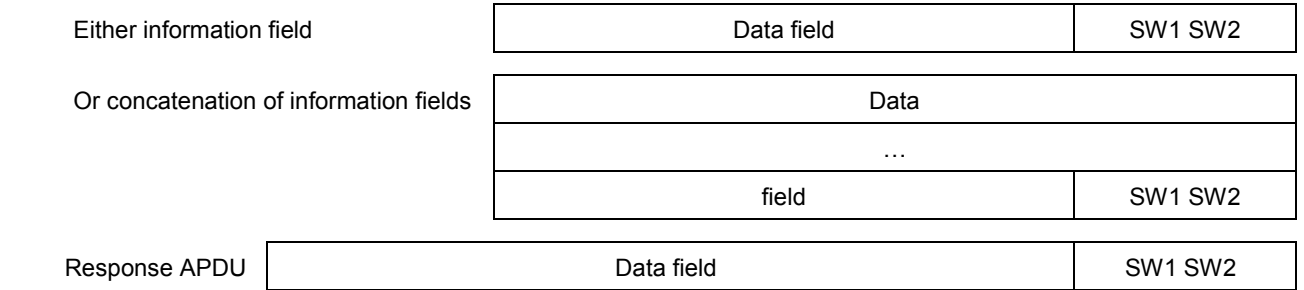 Either information field Data field SW1 SW2
Or concatenation of information fields Data
…
field SW1 SW2
Response APDU Data field SW1 SW2